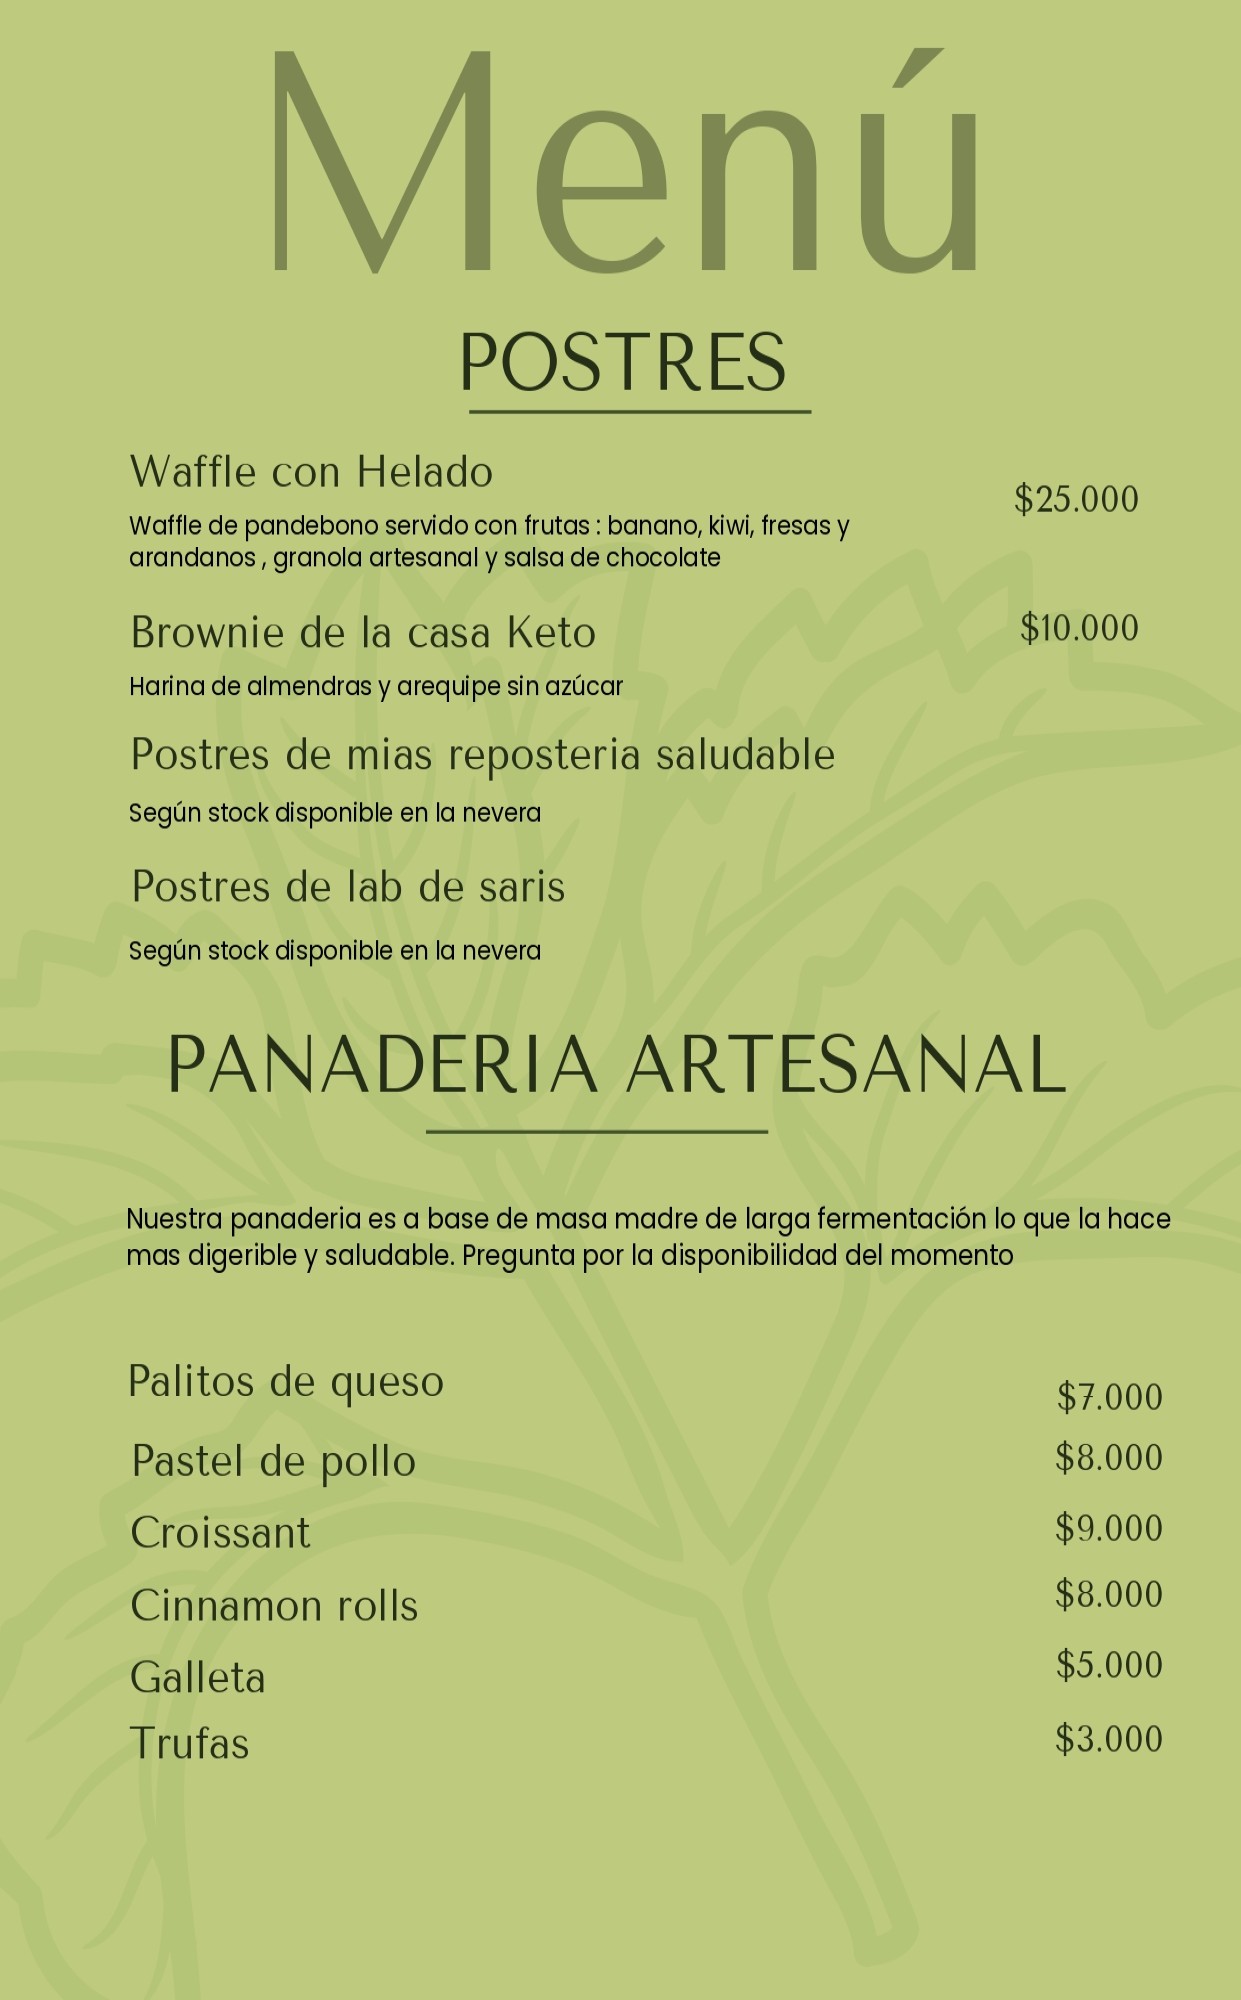 Menú
POSTRES
Waffle con Helado
$25.000
Waffle de pandebono servido con frutas : banano, kiwi, fresas y
arandanos , granola artesanal y salsa de chocolate
Brownie de la casa Keto
$10.000
Harina de almendras y arequipe sin azúcar
Postres de mias reposteria saludable
Según stock disponible en la nevera
Postres de lab de saris
Según stock disponible en la nevera
PANADERIA ARTESANAL
Nuestra panaderia es a base de masa madre de larga fermentación lo que la hace
mas digerible y saludable. Pregunta por la disponibilidad del momento
Palitos de queso
$7.000
Pastel de pollo
$8.000
Croissant
$9.000
Cinnamon rolls
$8.000
Galleta
$5.000
Trufas
$3.000